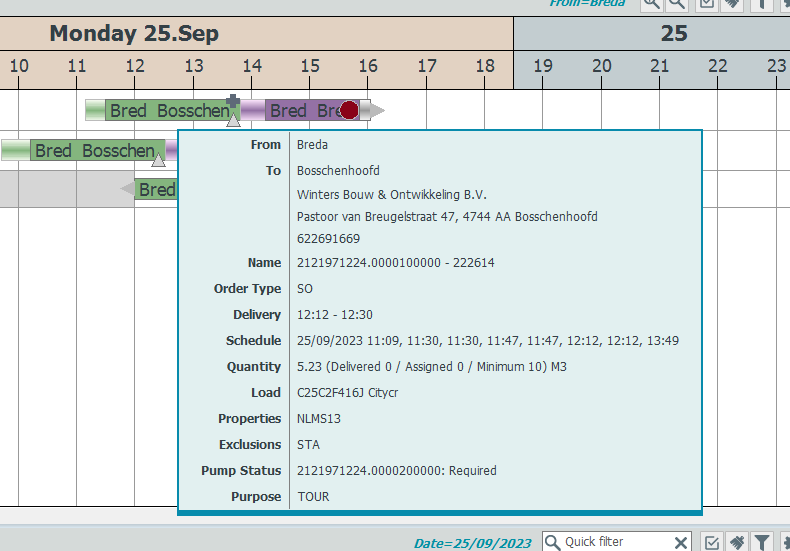 From=Breda
Monday 25.Sep 25
10 11 12 13 14 15 16 17 18 19 20 21 22 23
Bred Bosschen Bred Bre
Bred Bosschen
Bred
From Breda
To Bosschenhoofd
Winters Bouw & Ontwikkeling B.V.
Pastoor van Breugelstraat 47, 4744 AA Bosschenhoofd
622691669
Name 2121971224.0000100000 - 222614
Order Type SO
Delivery 12:12 - 12:30
Schedule 25/09/2023 11:09, 11:30, 11:30, 11:47, 11:47, 12:12, 12:12, 13:49
Quantity 5.23 (Delivered 0 / Assigned 0 / Minimum 10) M3
Load C25C2F416J Citycr
Properties NLMS13
Exclusions STA
Pump Status 2121971224.0000200000: Required
Purpose TOUR
Date=25/09/2023 Quick filter